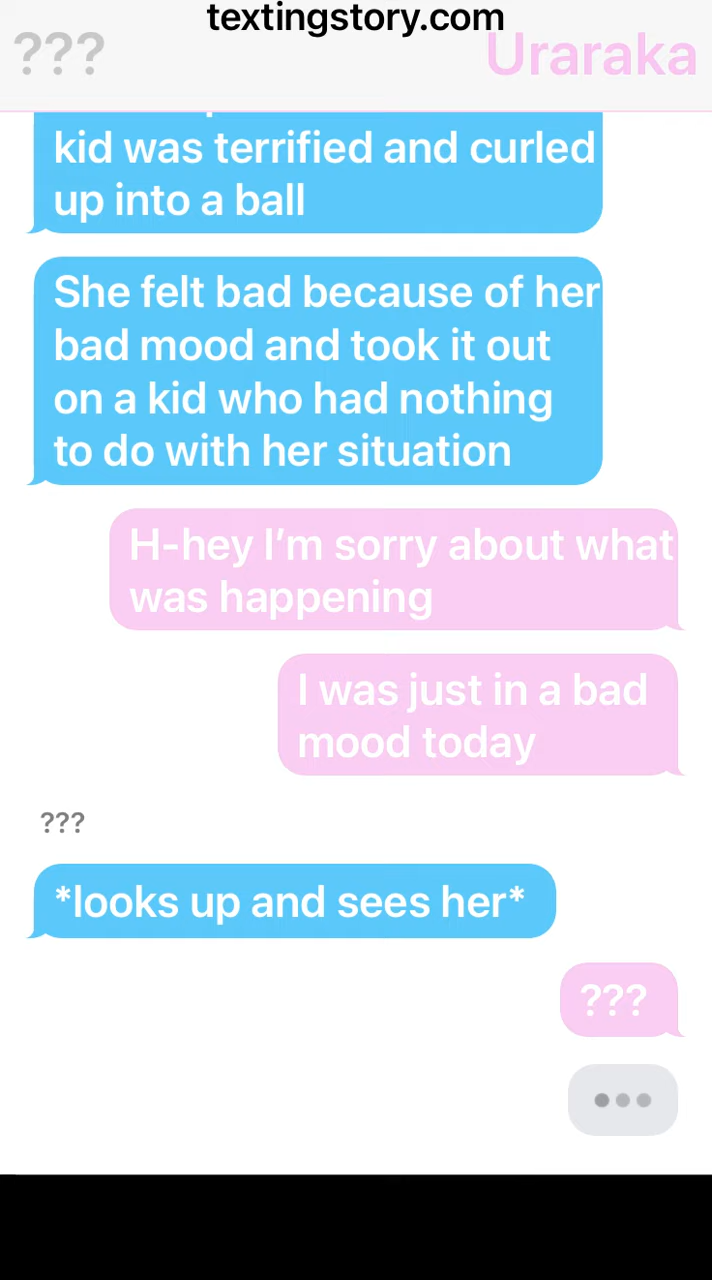 textingstory.com
???
Uraraka
kid was terrified and curled
up into a ball
She felt bad because of her
bad mood and took it out
on a kid who had nothing
to do with her situation
H-hey I’m sorry about what
was happening
I was just in a bad
mood today
???
*looks up and sees her*
???